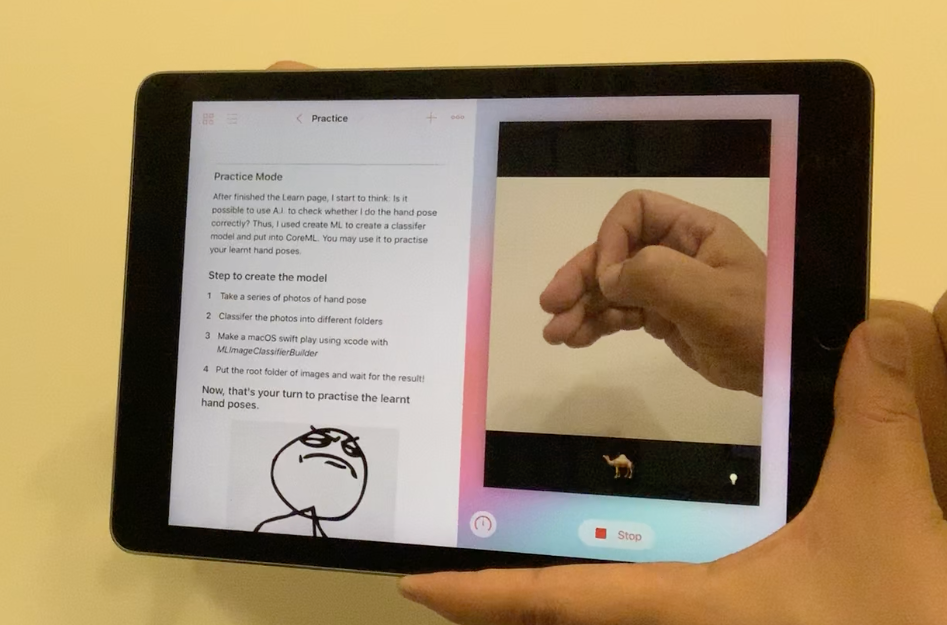 Practice
Practice Mode
After finished the Learn page, I start to think: Is it
possible to use A.I. to check whether I do the hand pose
correctly? Thus, I used create ML to create a classifer
model and put into CoreML. You may use it to practise
your learnt hand poses.
Step to create the model
1 Take a series of photos of hand pose
2 Classifer the photos into different folders
3 Make a macOS swift play using xcode with
MLImageClassifierBuilder
4 Put the root folder of images and wait for the result!
Now, that's your turn to practise the learnt
hand poses.
Stop